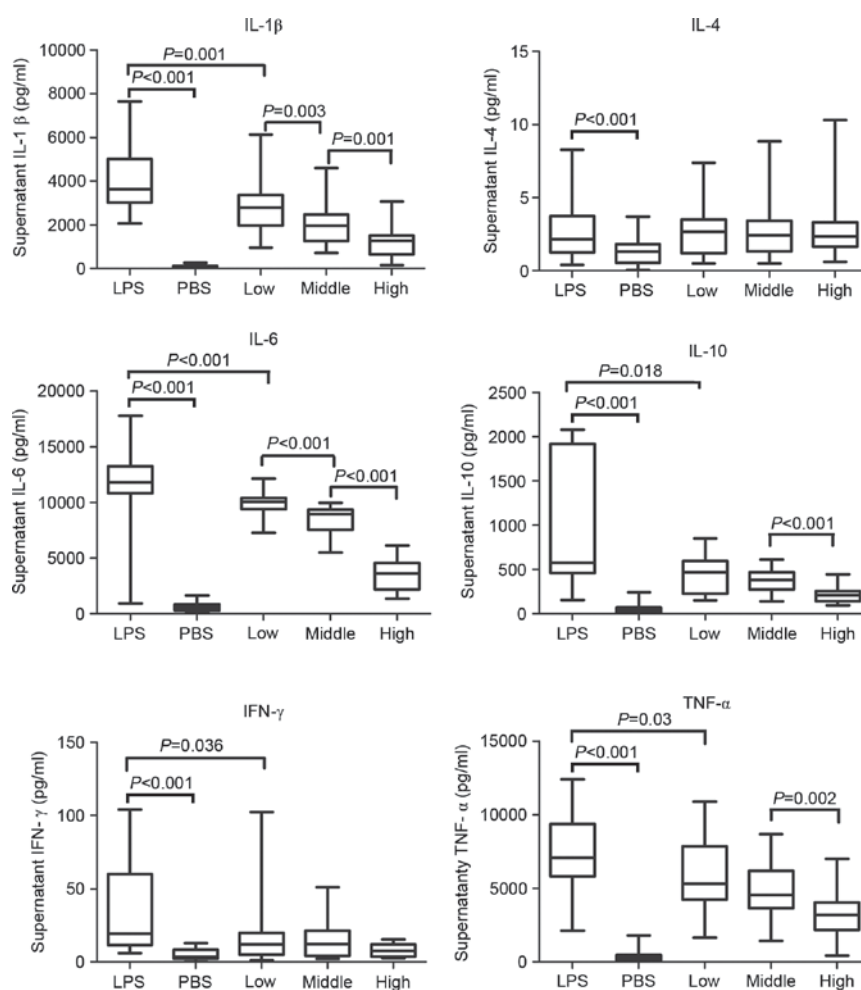 IL-1β
Supernatant IL-1 β (pg/ml)
10000
8000
6000
4000
2000
0
P=0.001
P<0.001
P=0.003
P=0.001
LPS PBS Low Middle High
IL-4
Supernatant IL-4 (pg/ml)
15
10
5
0
P<0.001
LPS PBS Low Middle High
IL-6
Supernatant IL-6 (pg/ml)
20000
15000
10000
5000
0
P<0.001
P<0.001
P<0.001
P<0.001
LPS PBS Low Middle High
IL-10
Supernatant IL-10 (pg/ml)
2500
2000
1500
1000
500
0
P=0.018
P<0.001
P<0.001
LPS PBS Low Middle High
IFN-γ
Supernatant IFN- γ (pg/ml)
150
100
50
0
P=0.036
P<0.001
LPS PBS Low Middle High
TNF-α
Supernatanty TNF- α (pg/ml)
15000
10000
5000
0
P=0.03
P<0.001
P=0.002
LPS PBS Low Middle High